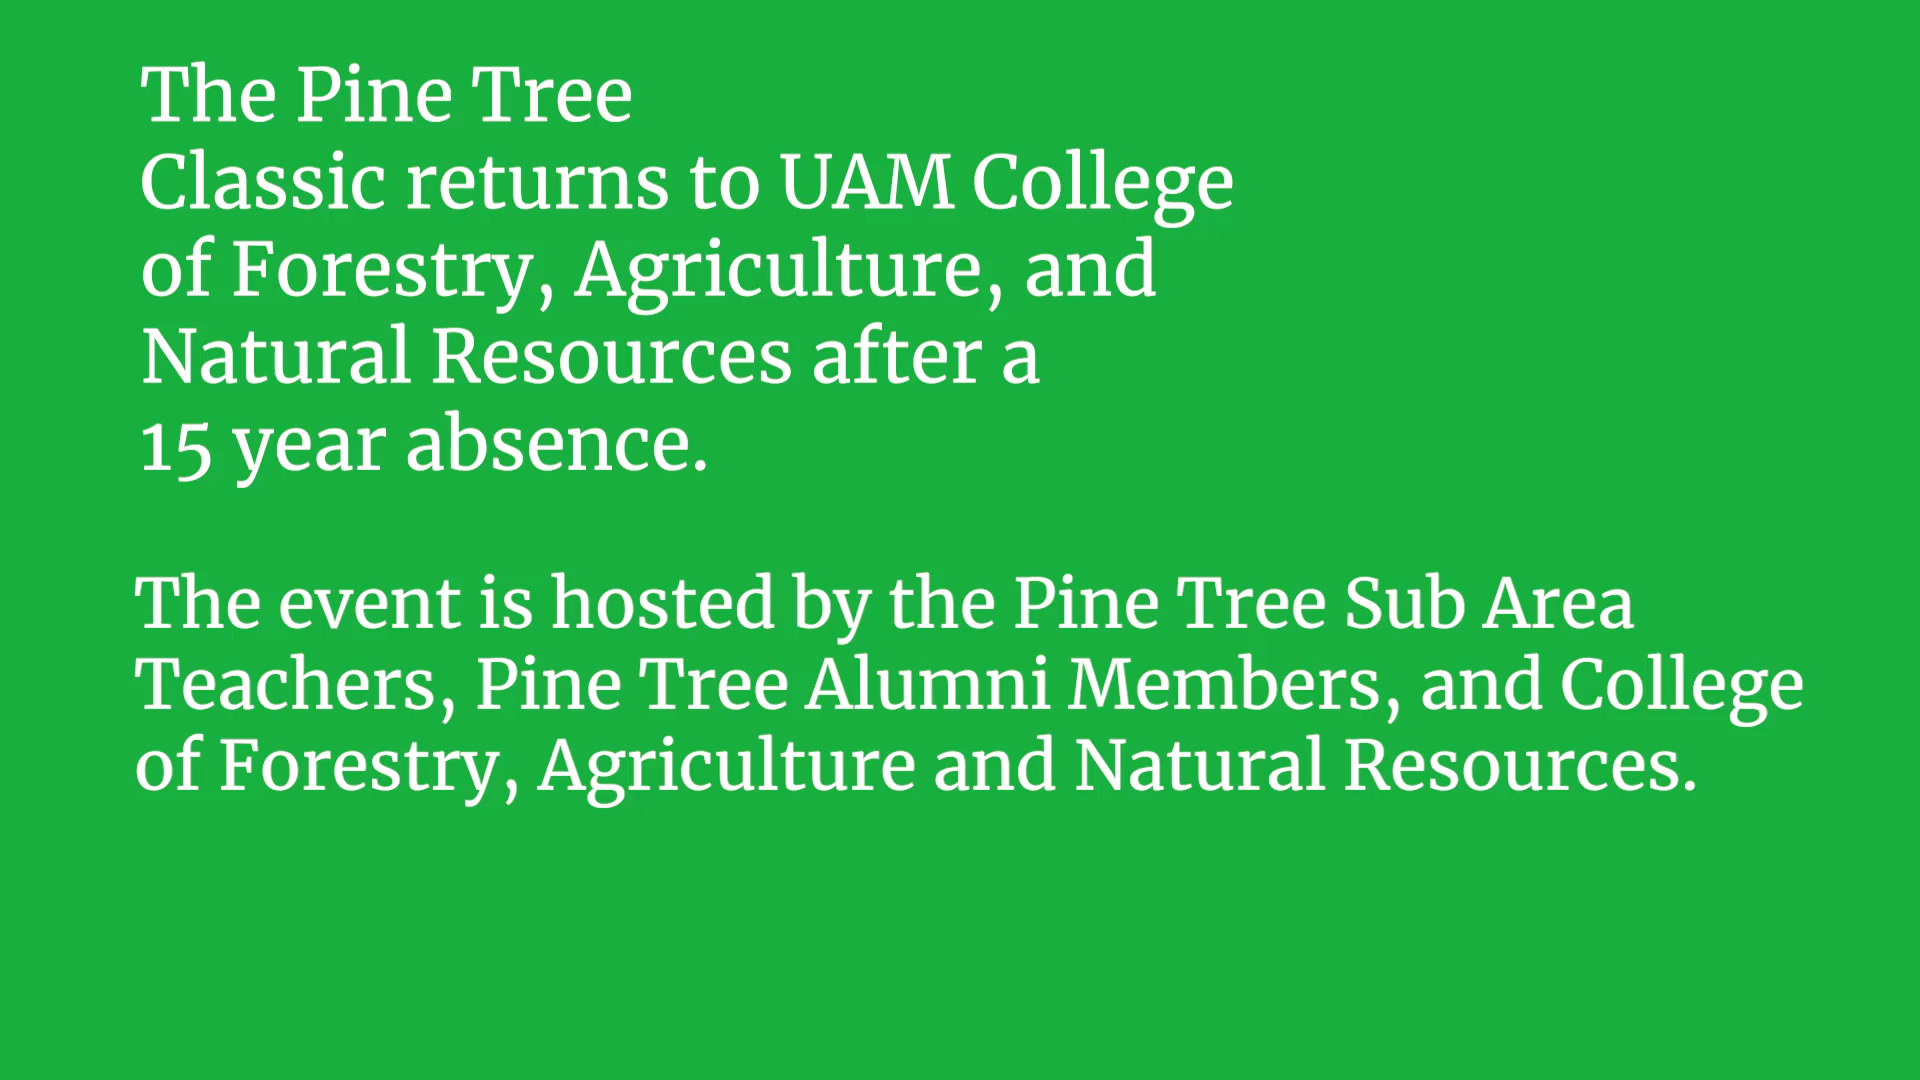 The Pine Tree
Classic returns to UAM College
of Forestry, Agriculture, and
Natural Resources after a
15 year absence.
The event is hosted by the Pine Tree Sub Area
Teachers, Pine Tree Alumni Members, and College
of Forestry, Agriculture and Natural Resources.